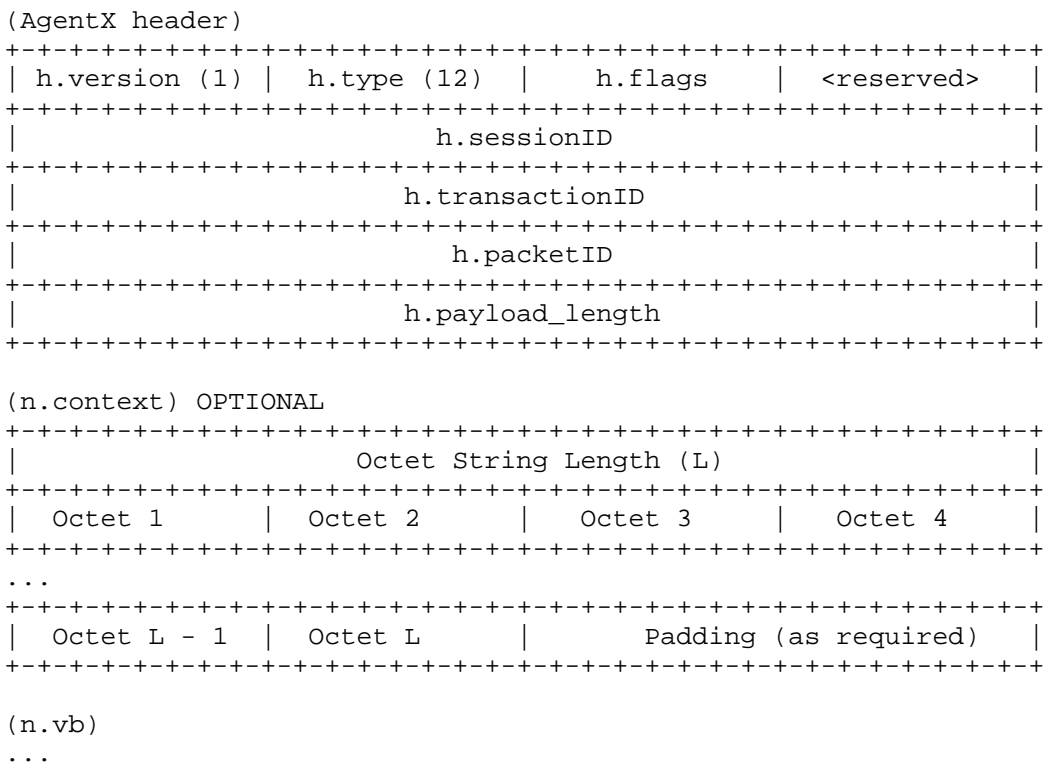 (AgentX header)
+-+-+-+-+-+-+-+-+-+-+-+-+-+-+-+-+-+-+-+-+-+-+-+-+-+-+-+-+-+-+-+-+
| h.version (1) |  h.type (12)  |    h.flags    |  <reserved>   |
+-+-+-+-+-+-+-+-+-+-+-+-+-+-+-+-+-+-+-+-+-+-+-+-+-+-+-+-+-+-+-+-+
|                          h.sessionID                          |
+-+-+-+-+-+-+-+-+-+-+-+-+-+-+-+-+-+-+-+-+-+-+-+-+-+-+-+-+-+-+-+-+
|                        h.transactionID                        |
+-+-+-+-+-+-+-+-+-+-+-+-+-+-+-+-+-+-+-+-+-+-+-+-+-+-+-+-+-+-+-+-+
|                           h.packetID                          |
+-+-+-+-+-+-+-+-+-+-+-+-+-+-+-+-+-+-+-+-+-+-+-+-+-+-+-+-+-+-+-+-+
|                        h.payload_length                       |
+-+-+-+-+-+-+-+-+-+-+-+-+-+-+-+-+-+-+-+-+-+-+-+-+-+-+-+-+-+-+-+-+

(n.context) OPTIONAL
+-+-+-+-+-+-+-+-+-+-+-+-+-+-+-+-+-+-+-+-+-+-+-+-+-+-+-+-+-+-+-+-+
|                     Octet String Length (L)                   |
+-+-+-+-+-+-+-+-+-+-+-+-+-+-+-+-+-+-+-+-+-+-+-+-+-+-+-+-+-+-+-+-+
|  Octet 1      |  Octet 2      |   Octet 3     |   Octet 4     |
+-+-+-+-+-+-+-+-+-+-+-+-+-+-+-+-+-+-+-+-+-+-+-+-+-+-+-+-+-+-+-+-+
...
+-+-+-+-+-+-+-+-+-+-+-+-+-+-+-+-+-+-+-+-+-+-+-+-+-+-+-+-+-+-+-+-+
|  Octet L - 1  |  Octet L      |       Padding (as required)   |
+-+-+-+-+-+-+-+-+-+-+-+-+-+-+-+-+-+-+-+-+-+-+-+-+-+-+-+-+-+-+-+-+

(n.vb)
...